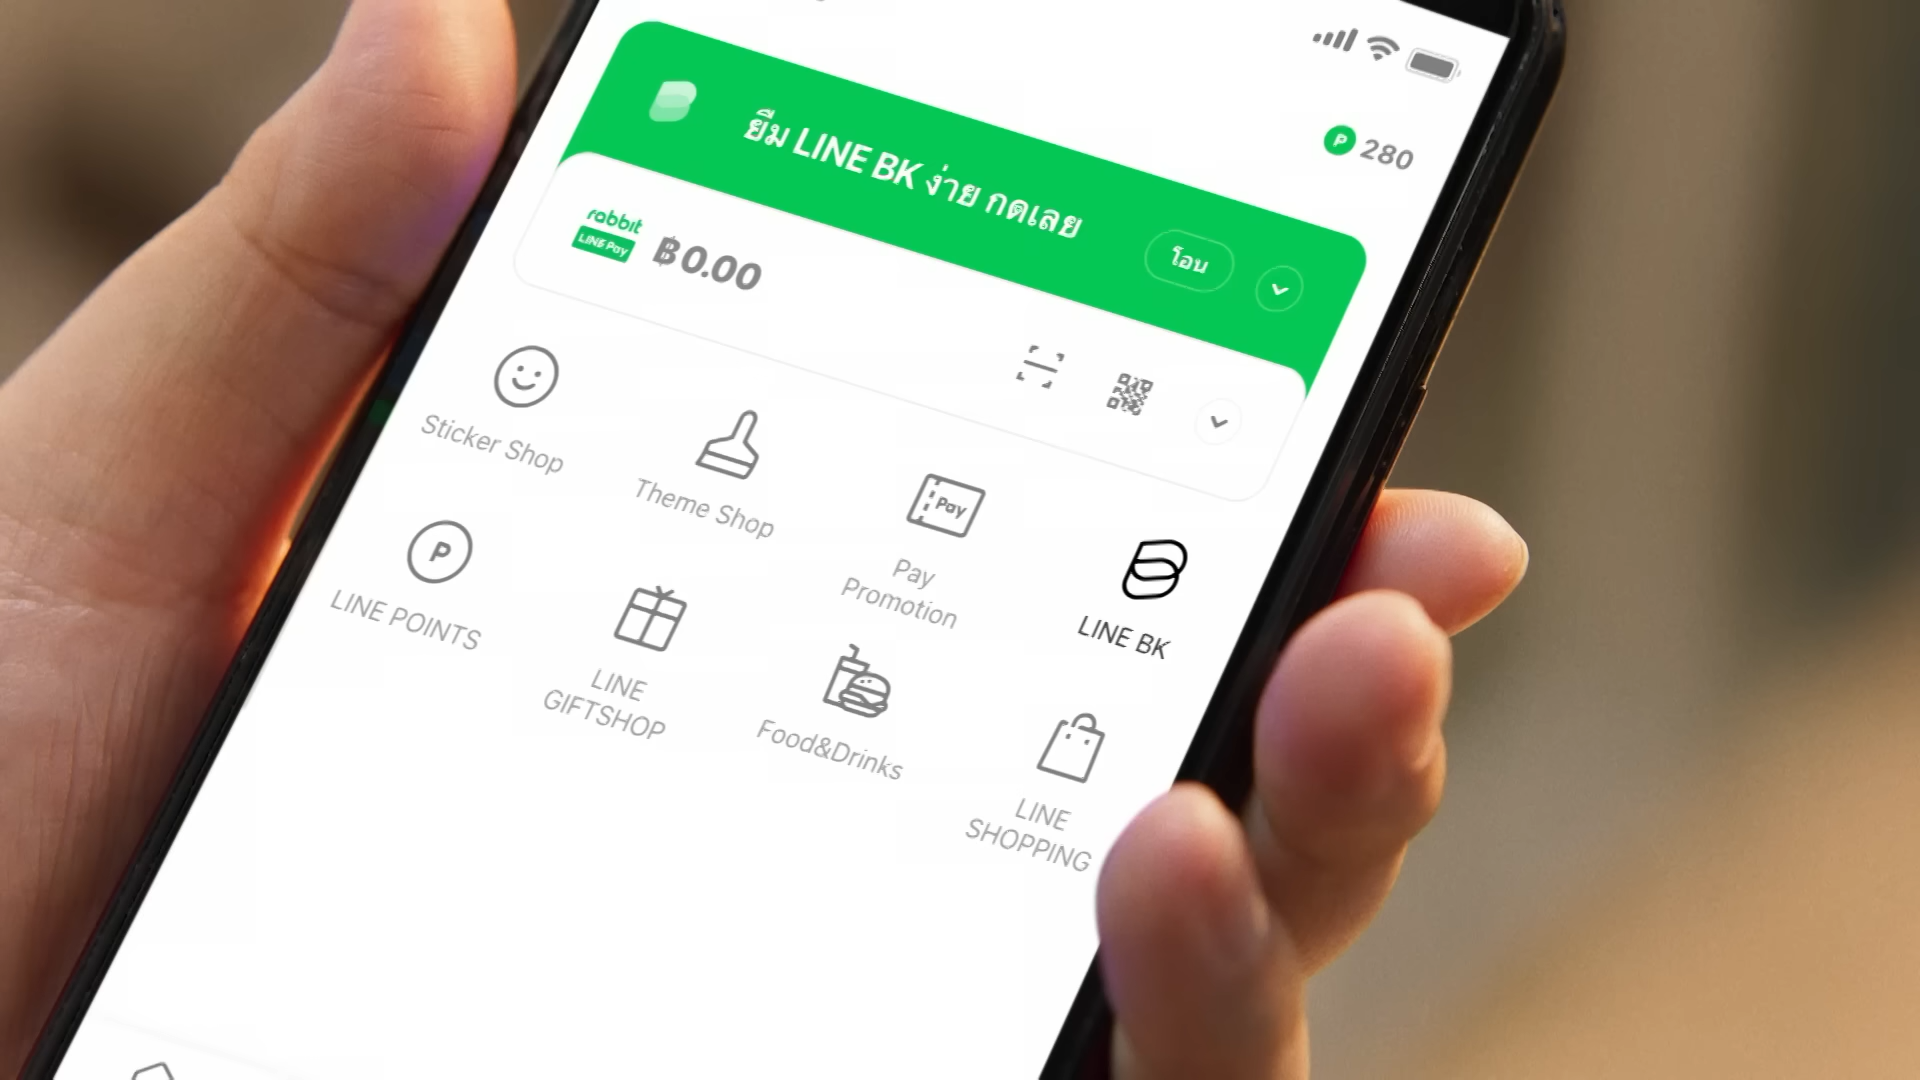 P 280
ยืม LINE BK ง่าย กดเลย
โอน
rabbit
LINE Pay
฿0.00
Sticker Shop
Theme Shop
Pay
Pay
Promotion
LINE BK
P
LINE POINTS
LINE
GIFTSHOP
Food&Drinks
LINE
SHOPPING